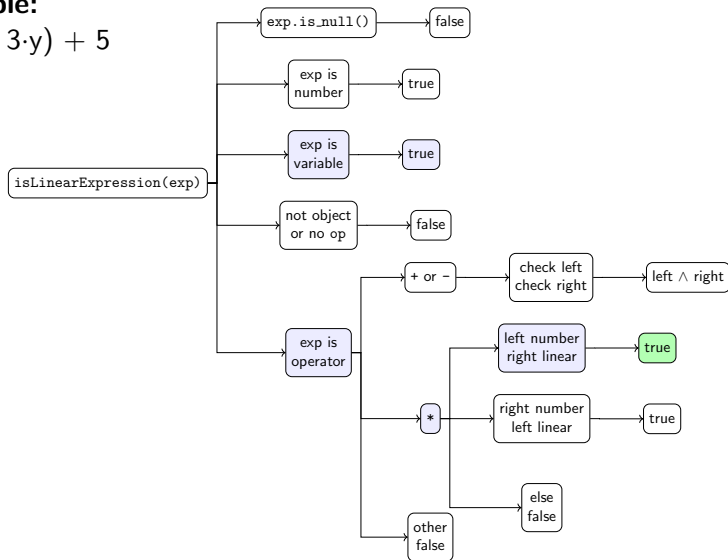 ple:
3·y) + 5
exp.is_null()
false
exp is
number
true
exp is
variable
true
isLinearExpression(exp)
not object
or no op
false
+ or -
check left
check right
left ∧ right
exp is
operator
left number
right linear
true
*
right number
left linear
true
else
false
other
false